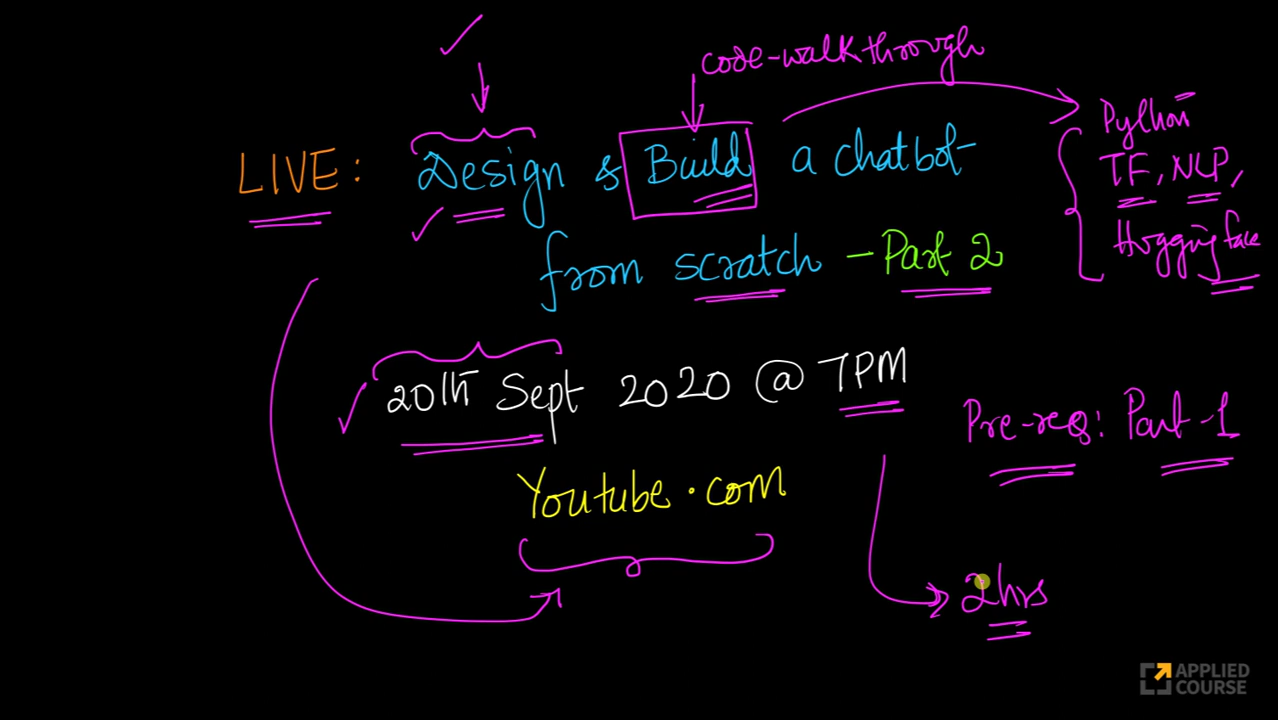 code-walkthrough
LIVE: Design & Build a chatbot
from scratch - Part 2
Python
TF, NLP,
Hugging face
20th Sept 2020 @ 7PM
Pre-req: Part-1
Youtube.com
2hrs
APPLIED
COURSE